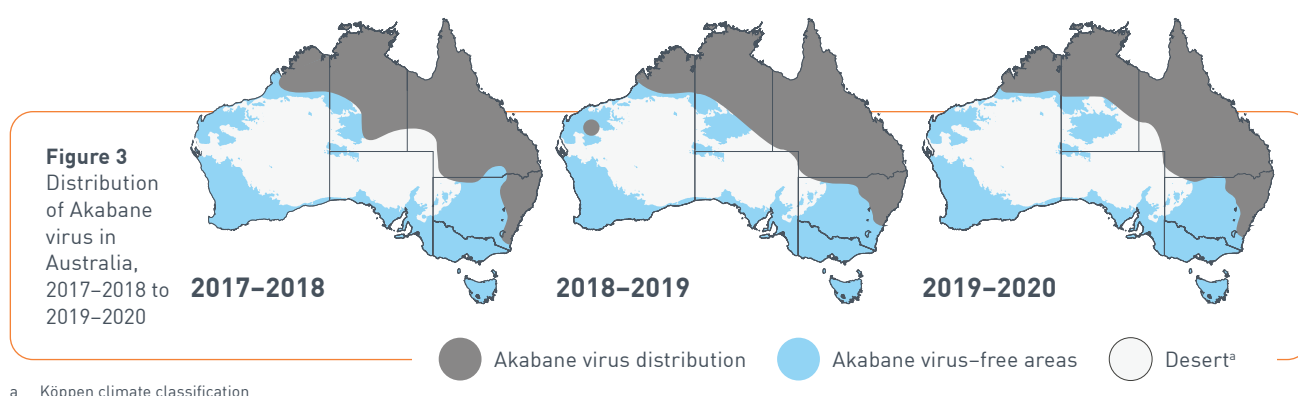 Figure 3
Distribution
of Akabane
virus in
Australia,
2017–2018 to
2019–2020
2017–2018
2018–2019
2019–2020
Akabane virus distribution
Akabane virus–free areas
Desertᵃ
a Köppen climate classification